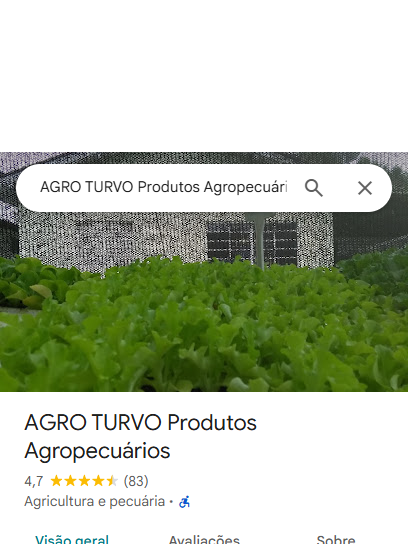 AGRO TURVO Produtos Agropecuári
AGRO TURVO Produtos
Agropecuários
4,7 (83)
Agricultura e pecuária ·
Visão geral Avaliações Sobre